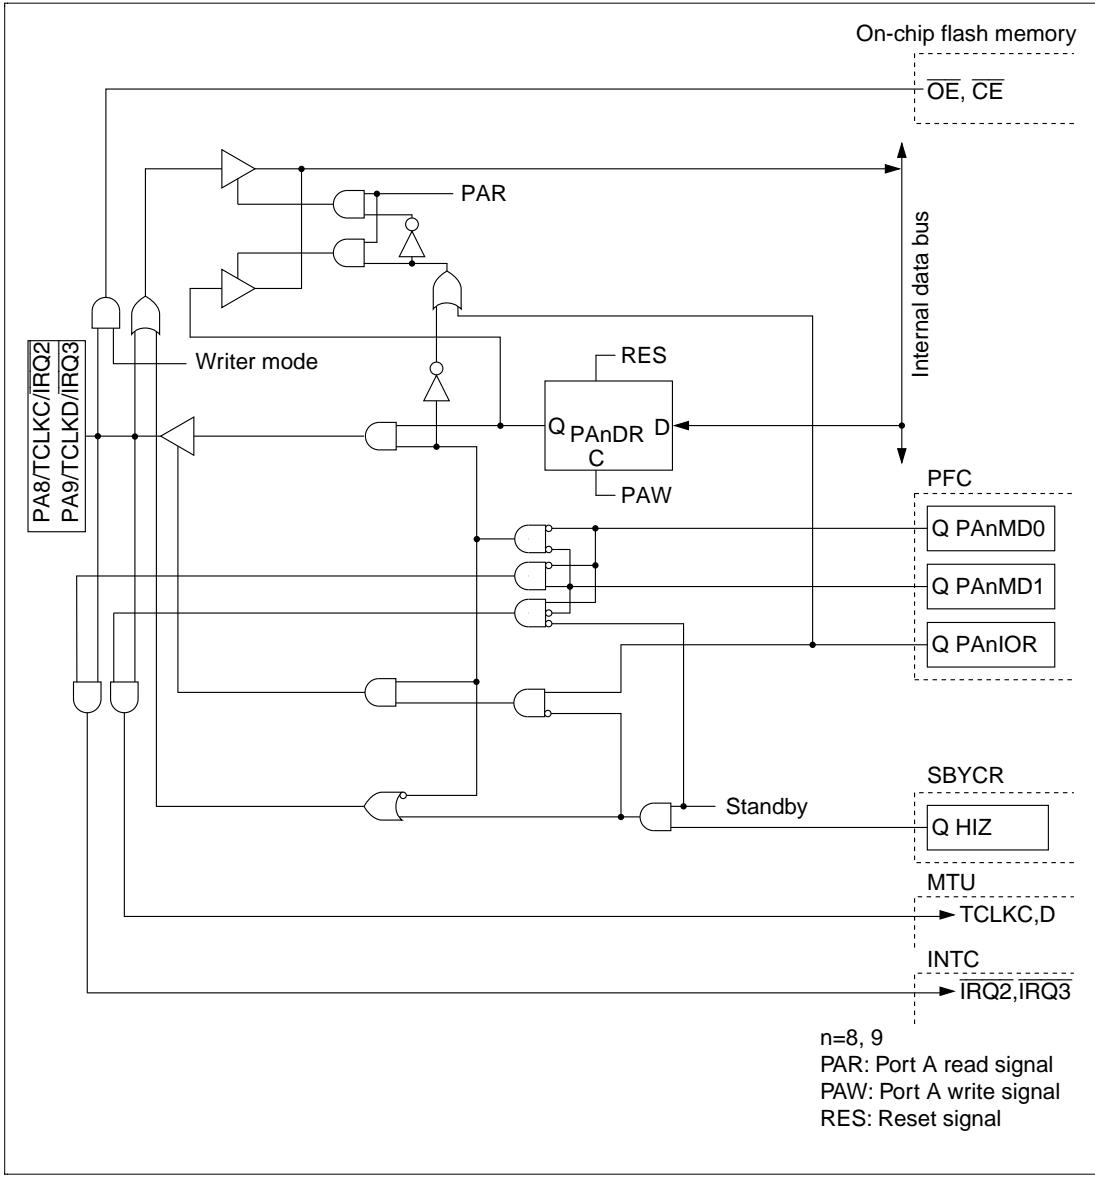 On-chip flash memory
OE, CE
PAR
Internal data bus
Writer mode
PA8/TCLKC/IRQ2
PA9/TCLKD/IRQ3
RES
Q PAnDR D
C
PAW
PFC
Q PAnMD0
Q PAnMD1
Q PAnIOR
SBYCR
Standby
Q HIZ
MTU
TCLKC,D
INTC
IRQ2,IRQ3
n=8, 9
PAR: Port A read signal
PAW: Port A write signal
RES: Reset signal